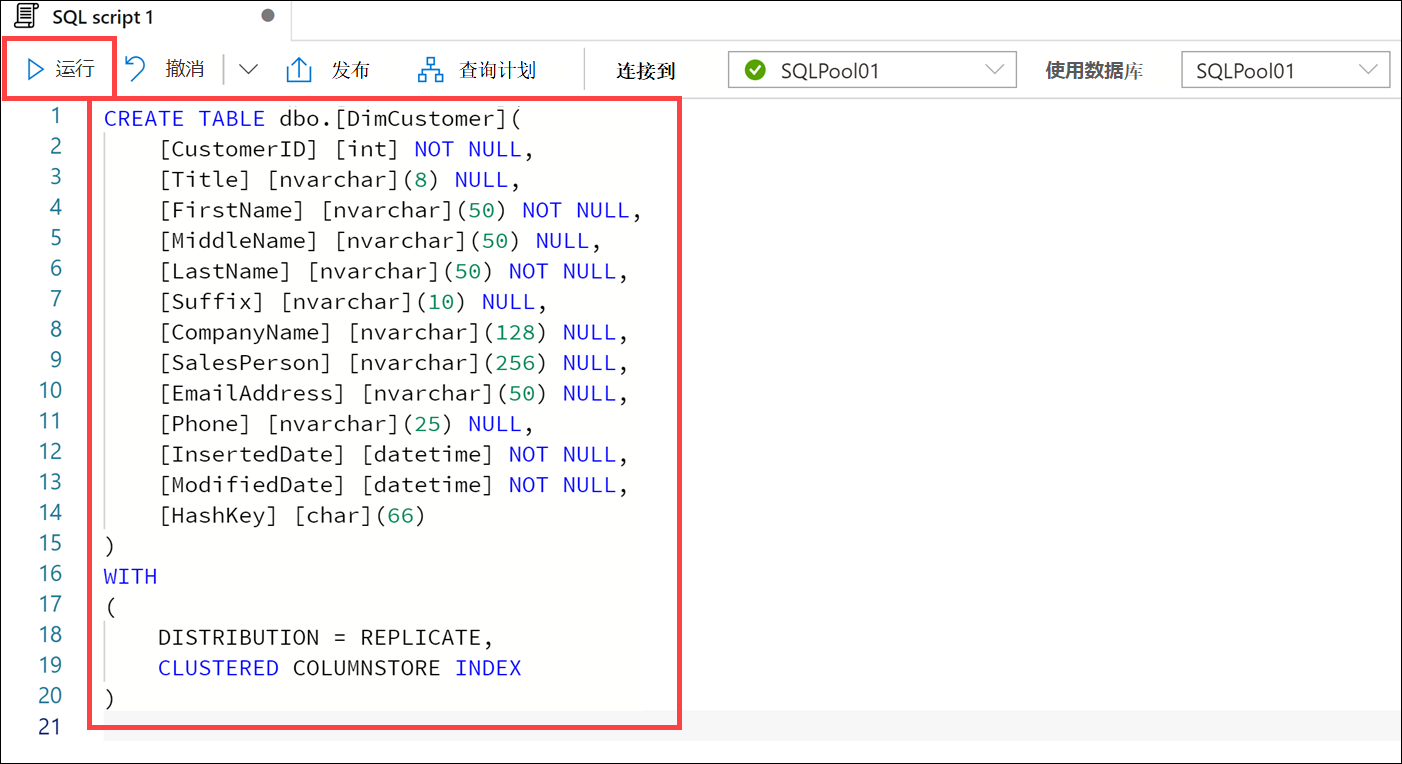 SQL script 1
运行 撤消 发布 查询计划 连接到 SQLPool01 使用数据库 SQLPool01
1 CREATE TABLE dbo.[DimCustomer](
2 [CustomerID] [int] NOT NULL,
3 [Title] [nvarchar](8) NULL,
4 [FirstName] [nvarchar](50) NOT NULL,
5 [MiddleName] [nvarchar](50) NULL,
6 [LastName] [nvarchar](50) NOT NULL,
7 [Suffix] [nvarchar](10) NULL,
8 [CompanyName] [nvarchar](128) NULL,
9 [SalesPerson] [nvarchar](256) NULL,
10 [EmailAddress] [nvarchar](50) NULL,
11 [Phone] [nvarchar](25) NULL,
12 [InsertedDate] [datetime] NOT NULL,
13 [ModifiedDate] [datetime] NOT NULL,
14 [HashKey] [char](66)
15 )
16 WITH
17 (
18 DISTRIBUTION = REPLICATE,
19 CLUSTERED COLUMNSTORE INDEX
20 )
21